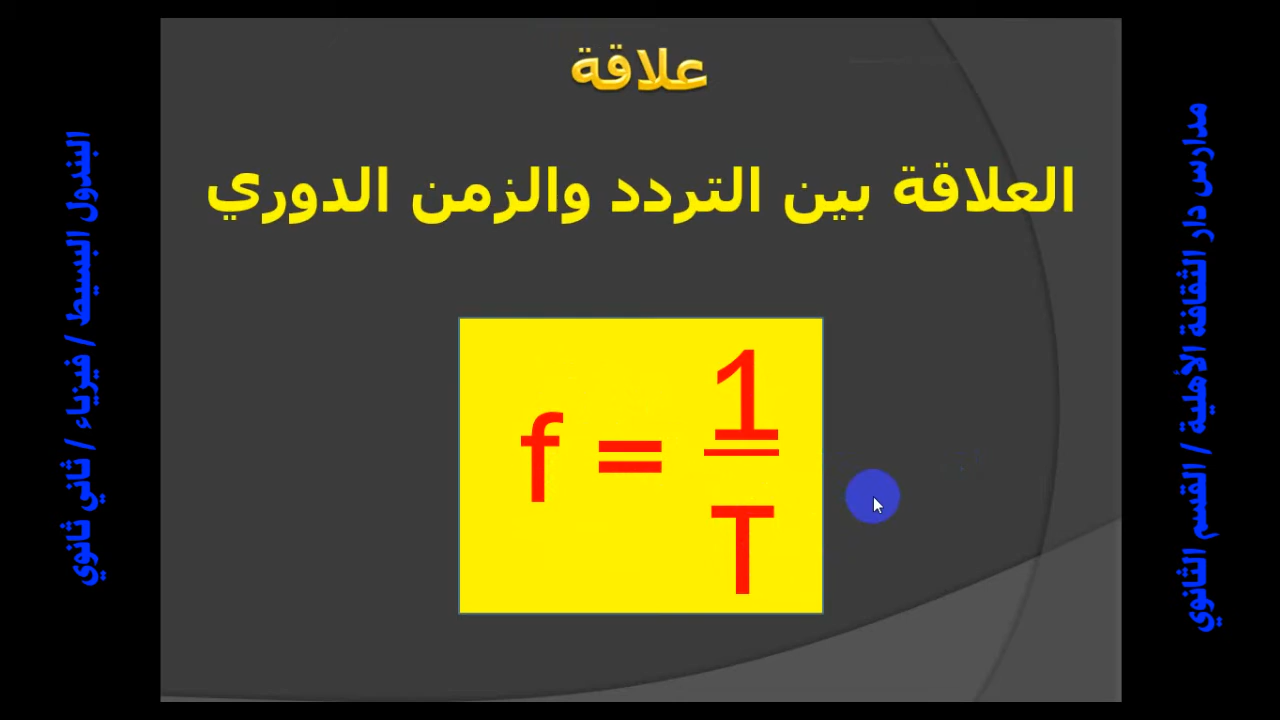 علاقة
العلاقة بين التردد والزمن الدوري
f = 1/T
مدارس دار الثقافة الأهلية / القسم الثانوي
البندول البسيط / فيزياء / ثاني ثانوي